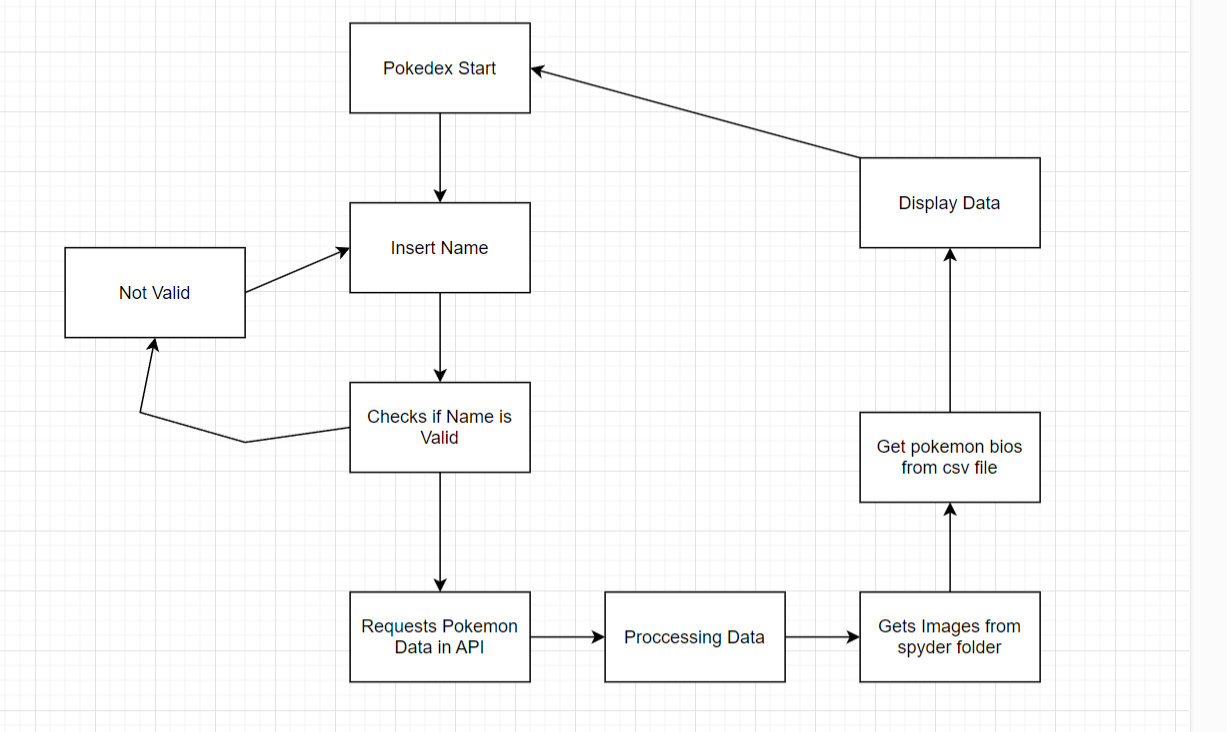 Pokedex Start
Insert Name
Not Valid
Checks if Name is
Valid
Requests Pokemon
Data in API
Proccessing Data
Gets Images from
spyder folder
Get pokemon bios
from csv file
Display Data